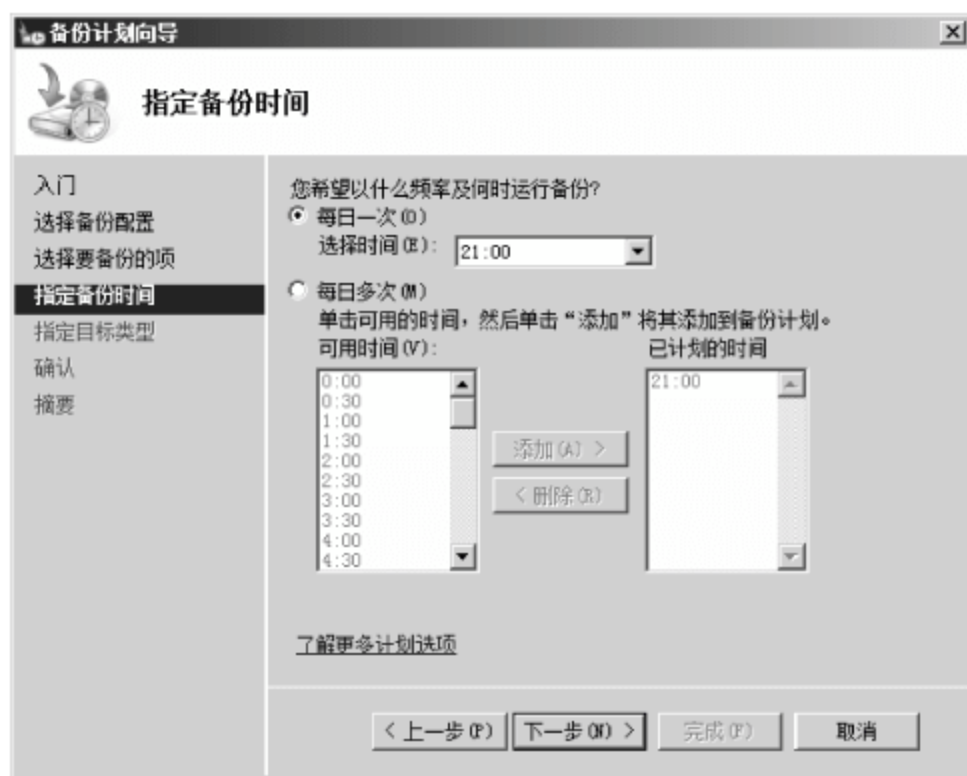 备份计划向导
指定备份时间
入门
选择备份配置
选择要备份的项
指定备份时间
指定目标类型
确认
摘要
您希望以什么频率及何时运行备份?
每日一次(D)
选择时间(E): 21:00
每日多次(M)
单击可用的时间，然后单击“添加”将其添加到备份计划。
可用时间(V): 已计划的时间
0:00 21:00
0:30
1:00
1:30
2:00
2:30
3:00
3:30
4:00
4:30
添加(A) >
< 删除(R)
了解更多计划选项
< 上一步(P) 下一步(N) > 完成(F) 取消